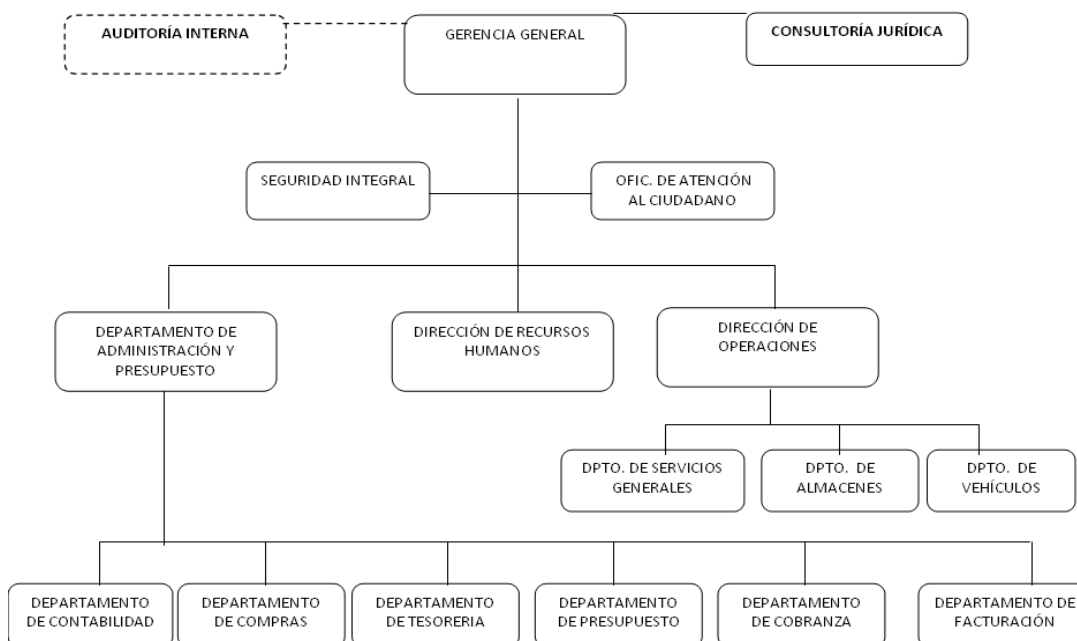 AUDITORÍA INTERNA
GERENCIA GENERAL
CONSULTORÍA JURÍDICA
SEGURIDAD INTEGRAL
OFIC. DE ATENCIÓN
AL CIUDADANO
DEPARTAMENTO DE
ADMINISTRACIÓN Y
PRESUPUESTO
DIRECCIÓN DE RECURSOS
HUMANOS
DIRECCIÓN DE
OPERACIONES
DPTO. DE SERVICIOS
GENERALES
DPTO. DE
ALMACENES
DPTO. DE
VEHÍCULOS
DEPARTAMENTO
DE CONTABILIDAD
DEPARTAMENTO
DE COMPRAS
DEPARTAMENTO
DE TESORERIA
DEPARTAMENTO
DE PRESUPUESTO
DEPARTAMENTO
DE COBRANZA
DEPARTAMENTO DE
FACTURACIÓN